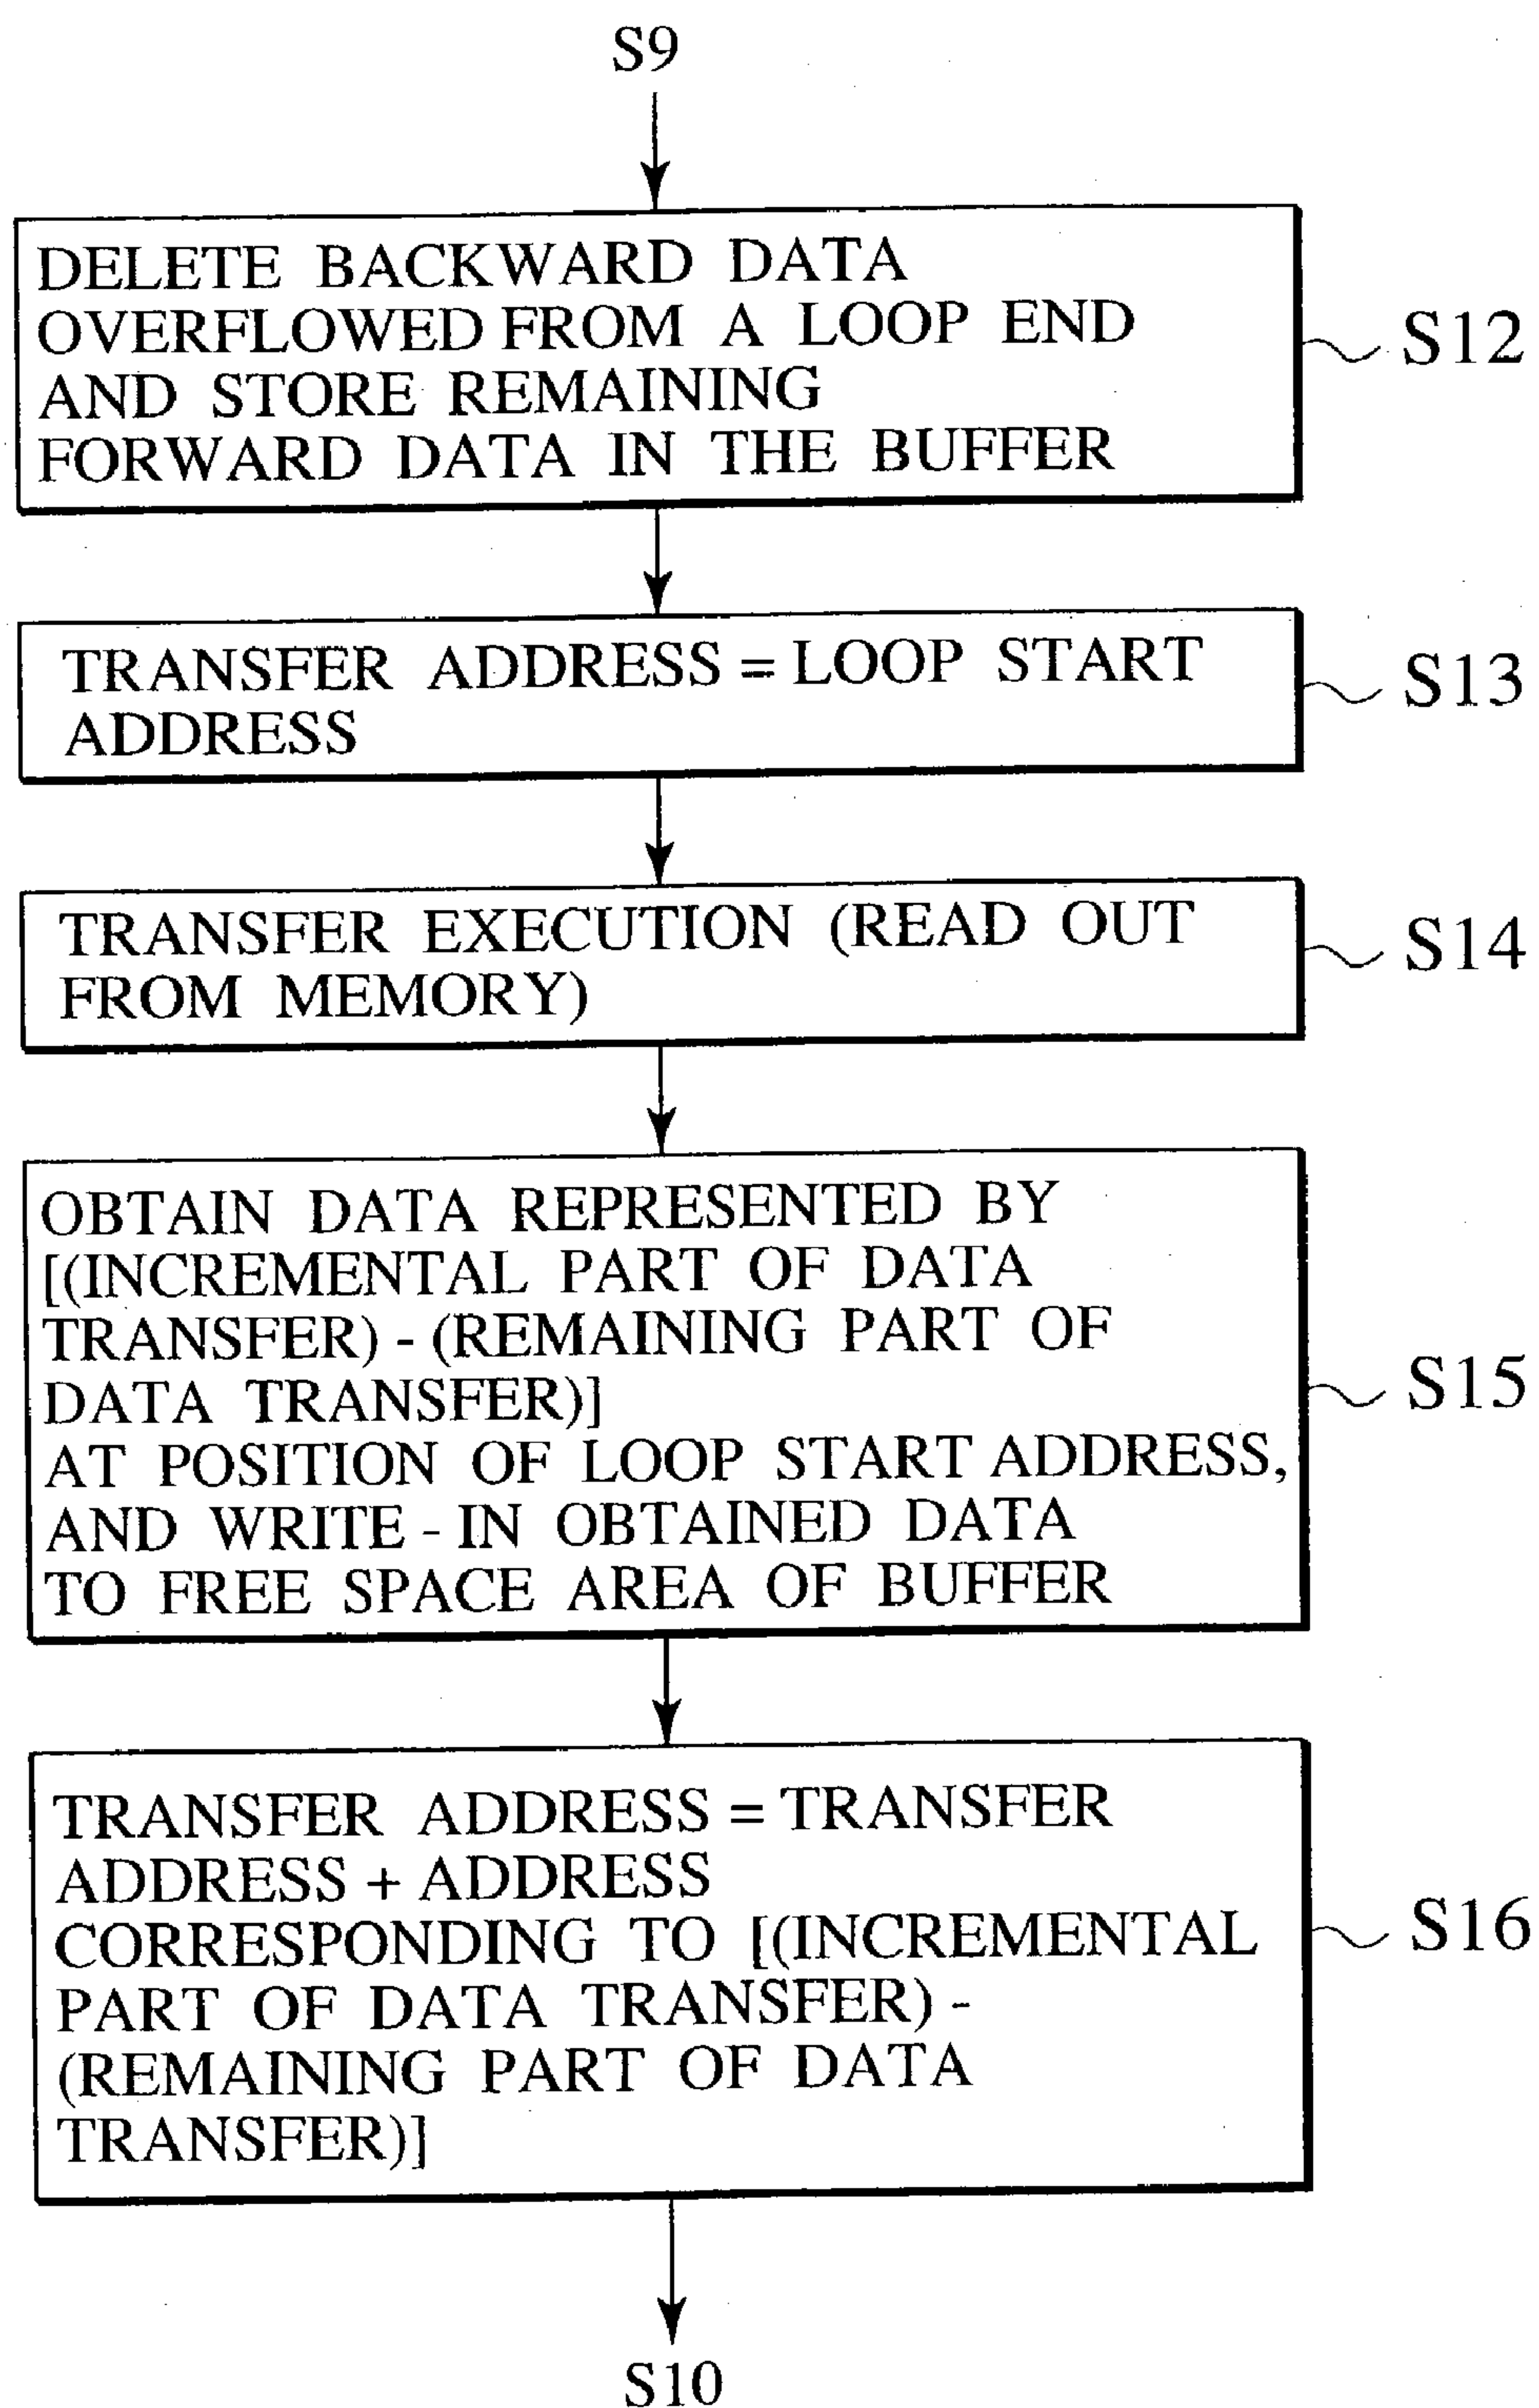 S9
DELETE BACKWARD DATA
OVERFLOWED FROM A LOOP END
AND STORE REMAINING
FORWARD DATA IN THE BUFFER
S12
TRANSFER ADDRESS = LOOP START
ADDRESS
S13
TRANSFER EXECUTION (READ OUT
FROM MEMORY)
S14
OBTAIN DATA REPRESENTED BY
[(INCREMENTAL PART OF DATA
TRANSFER) - (REMAINING PART OF
DATA TRANSFER)]
AT POSITION OF LOOP START ADDRESS,
AND WRITE - IN OBTAINED DATA
TO FREE SPACE AREA OF BUFFER
S15
TRANSFER ADDRESS = TRANSFER
ADDRESS + ADDRESS
CORRESPONDING TO [(INCREMENTAL
PART OF DATA TRANSFER) -
(REMAINING PART OF DATA
TRANSFER)]
S16
S10